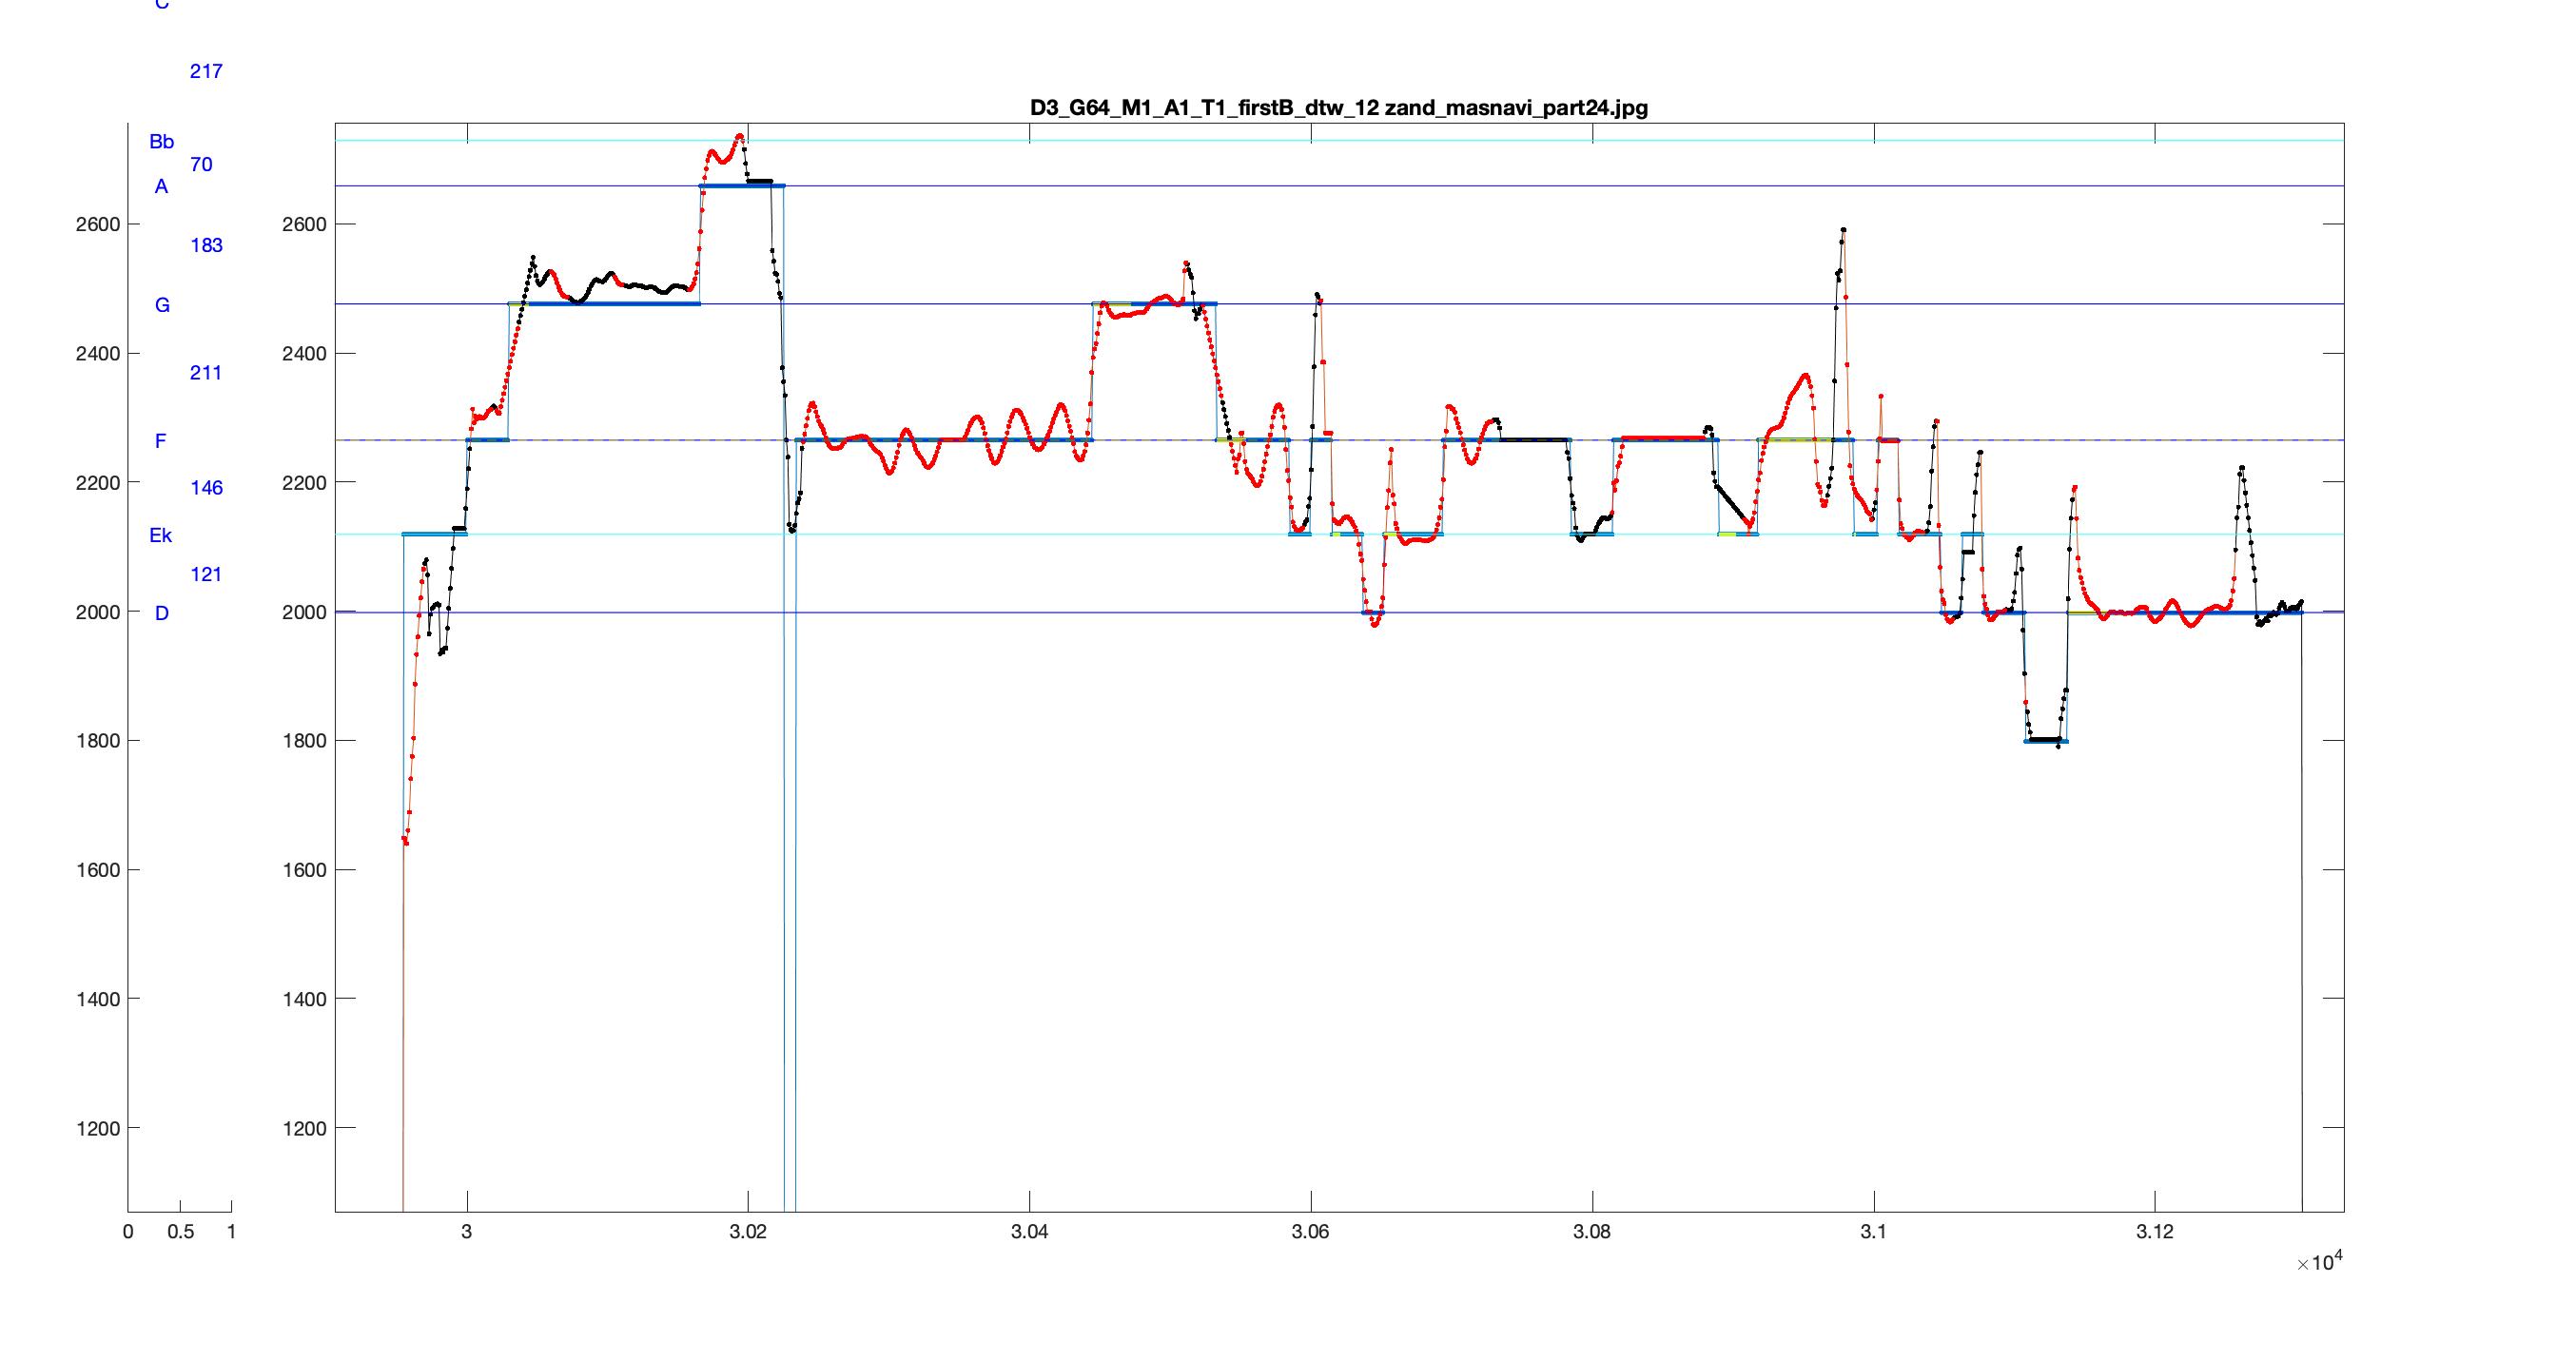 C
217
D3_G64_M1_A1_T1_firstB_dtw_12 zand_masnavi_part24.jpg
Bb
70
A
2600 183 2600
G
2400 211 2400
F
2200 146 2200
Ek
121
2000 D 2000
1800 1800
1600 1600
1400 1400
1200 1200
0 0.5 1 3 3.02 3.04 3.06 3.08 3.1 3.12
×10^4